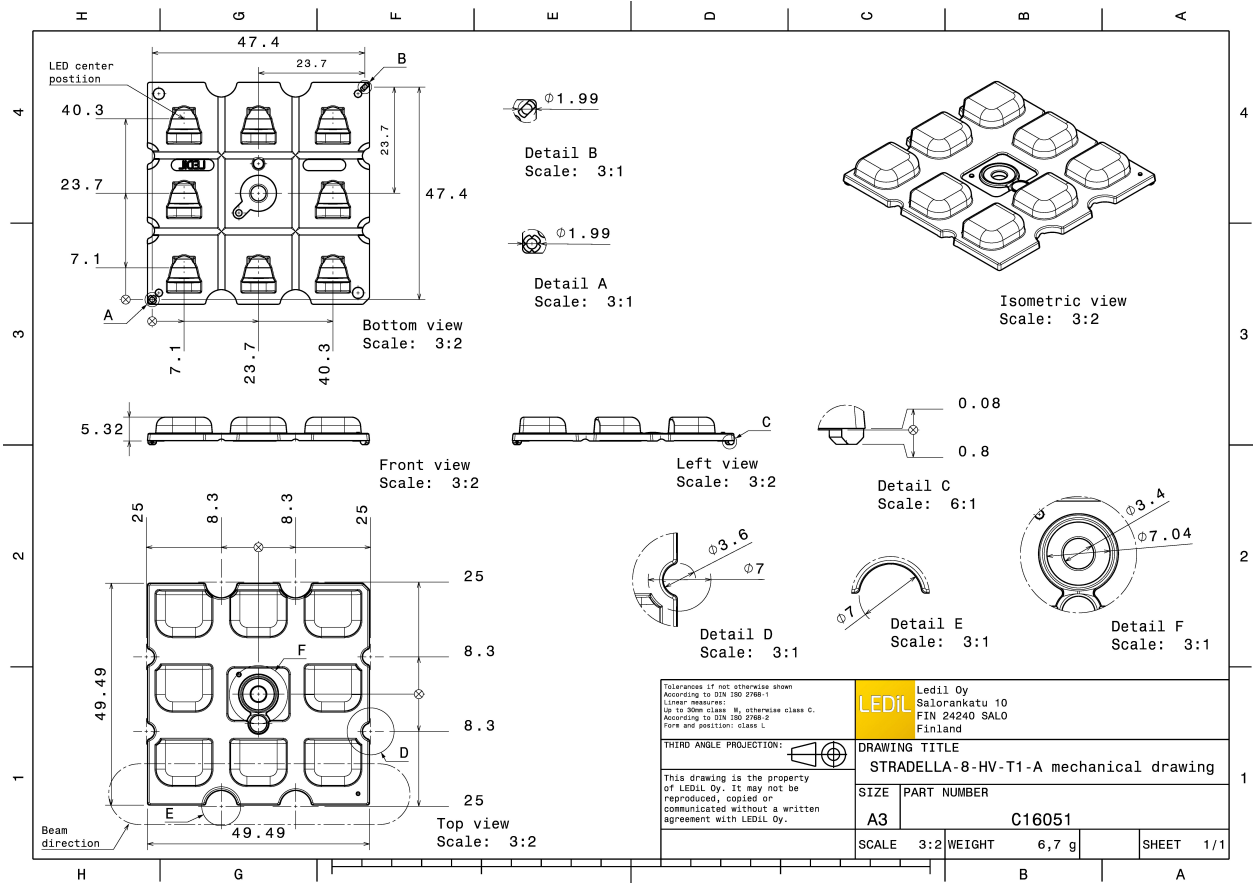 H G F E D C B A
47.4
23.7
B
LED center
postiion
40.3
23.7
7.1
A
LEDiL
23.7
47.4
7.1
23.7
40.3
Bottom view
Scale: 3:2
∅1.99
Detail B
Scale: 3:1
∅1.99
Detail A
Scale: 3:1
Isometric view
Scale: 3:2
4
4
3
3
5.32
Front view
Scale: 3:2
C
Left view
Scale: 3:2
0.08
0.8
Detail C
Scale: 6:1
25
8.3
8.3
25
25
8.3
8.3
25
49.49
49.49
F
D
E
Beam
direction
Top view
Scale: 3:2
∅3.6
∅7
Detail D
Scale: 3:1
∅7
Detail E
Scale: 3:1
∅3.4
∅7.04
Detail F
Scale: 3:1
2
2
1
1
Tolerances if not otherwise shown
According to DIN ISO 2768-1
Linear measures:
Up to 30mm class M, otherwise class C.
According to DIN ISO 2768-2
Form and position: class L
LEDiL
Ledil Oy
Salorankatu 10
FIN 24240 SALO
Finland
THIRD ANGLE PROJECTION:
DRAWING TITLE
STRADELLA-8-HV-T1-A mechanical drawing
This drawing is the property
of LEDiL Oy. It may not be
reproduced, copied or
communicated without a written
agreement with LEDiL Oy.
SIZE
A3
PART NUMBER
C16051
SCALE 3:2
WEIGHT 6,7 g
SHEET 1/1
H G B A